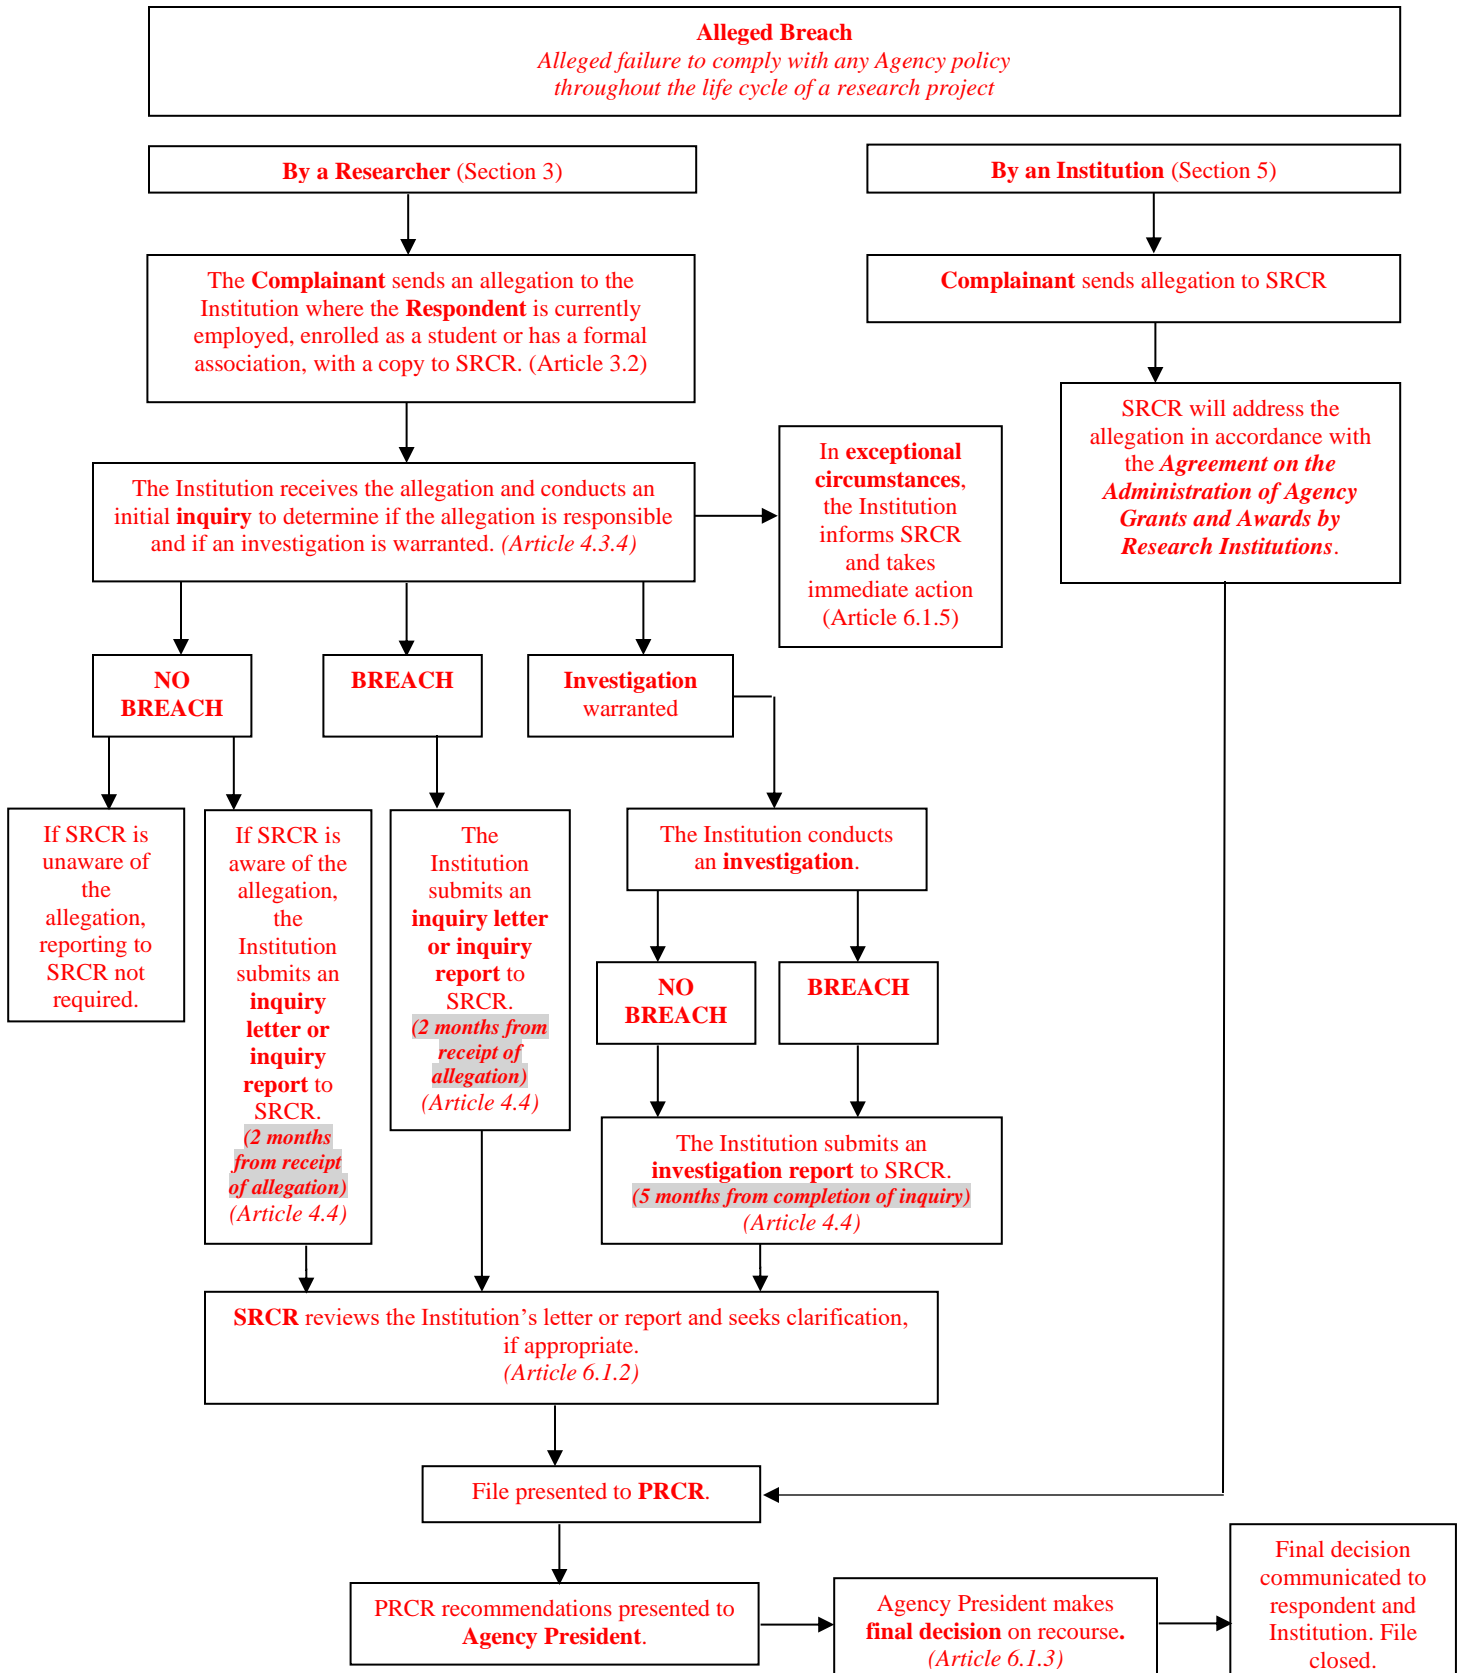 Alleged Breach
Alleged failure to comply with any Agency policy
throughout the life cycle of a research project
By a Researcher (Section 3)
By an Institution (Section 5)
The Complainant sends an allegation to the
Institution where the Respondent is currently
employed, enrolled as a student or has a formal
association, with a copy to SRCR. (Article 3.2)
Complainant sends allegation to SRCR
SRCR will address the
allegation in accordance with
the Agreement on the
Administration of Agency
Grants and Awards by
Research Institutions.
The Institution receives the allegation and conducts an
initial inquiry to determine if the allegation is responsible
and if an investigation is warranted. (Article 4.3.4)
In exceptional
circumstances,
the Institution
informs SRCR
and takes
immediate action
(Article 6.1.5)
NO
BREACH
BREACH
Investigation
warranted
If SRCR is
unaware of
the
allegation,
reporting to
SRCR not
required.
If SRCR is
aware of the
allegation,
the
Institution
submits an
inquiry
letter or
inquiry
report to
SRCR.
(2 months
from receipt
of allegation)
(Article 4.4)
The
Institution
submits an
inquiry letter
or inquiry
report to
SRCR.
(2 months from
receipt of
allegation)
(Article 4.4)
The Institution conducts
an investigation.
NO
BREACH
BREACH
The Institution submits an
investigation report to SRCR.
(5 months from completion of inquiry)
(Article 4.4)
SRCR reviews the Institution's letter or report and seeks clarification,
if appropriate.
(Article 6.1.2)
File presented to PRCR.
PRCR recommendations presented to
Agency President.
Agency President makes
final decision on recourse.
(Article 6.1.3)
Final decision
communicated to
respondent and
Institution. File
closed.